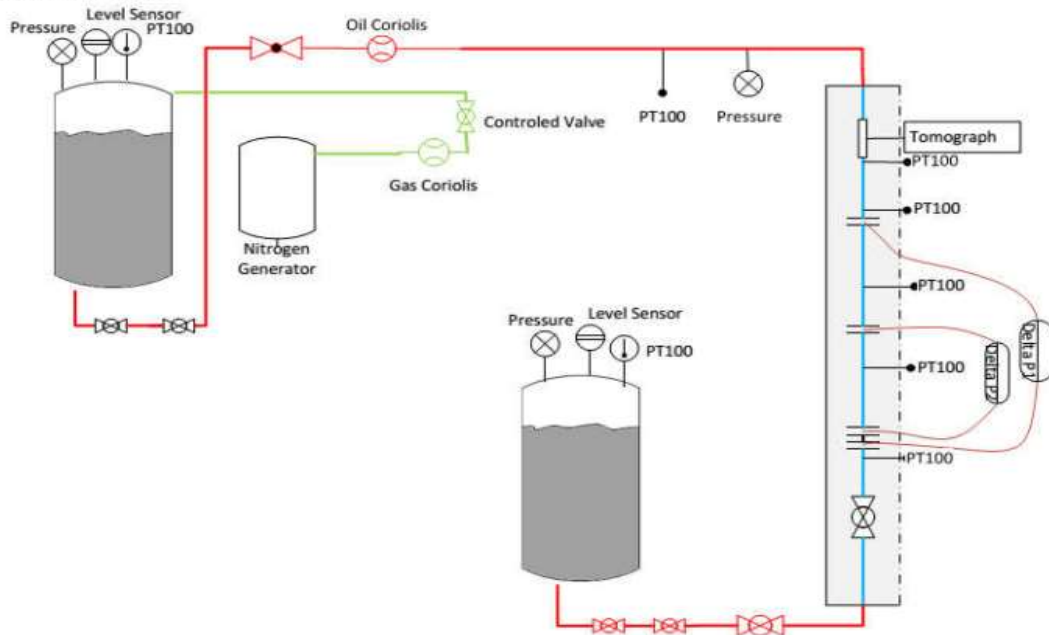 Level Sensor
Pressure
PT100
Oil Coriolis
PT100
Pressure
Controled Valve
Gas Coriolis
Nitrogen
Generator
Tomograph
PT100
PT100
PT100
PT100
PT100
Delta P1
Delta P2
Level Sensor
Pressure
PT100